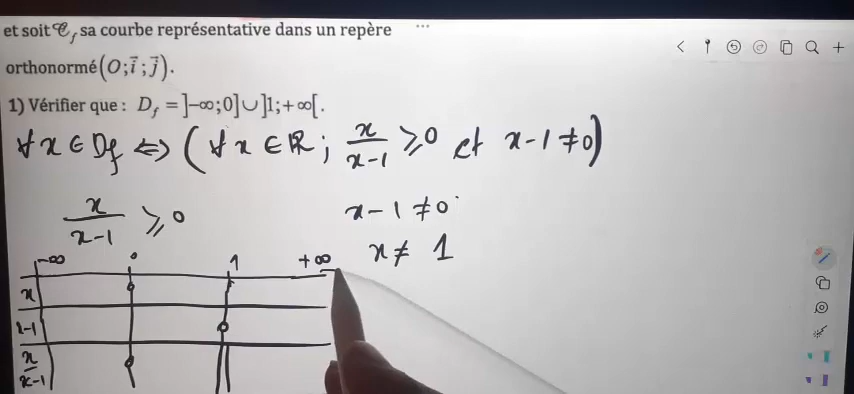 et soit 𝒞f sa courbe représentative dans un repère ...
orthonormé (O; i⃗ ; j⃗ ).
1) Vérifier que : Df = ]−∞;0]∪]1;+∞[.
∀x ∈ Df ⇔ (∀x ∈ ℝ ; x/(x-1) ⩾ 0 et x-1 ≠ 0)
x/(x-1) ⩾ 0
x-1 ≠ 0
x ≠ 1
-∞ 0 1 +∞
x
x-1
x/(x-1)